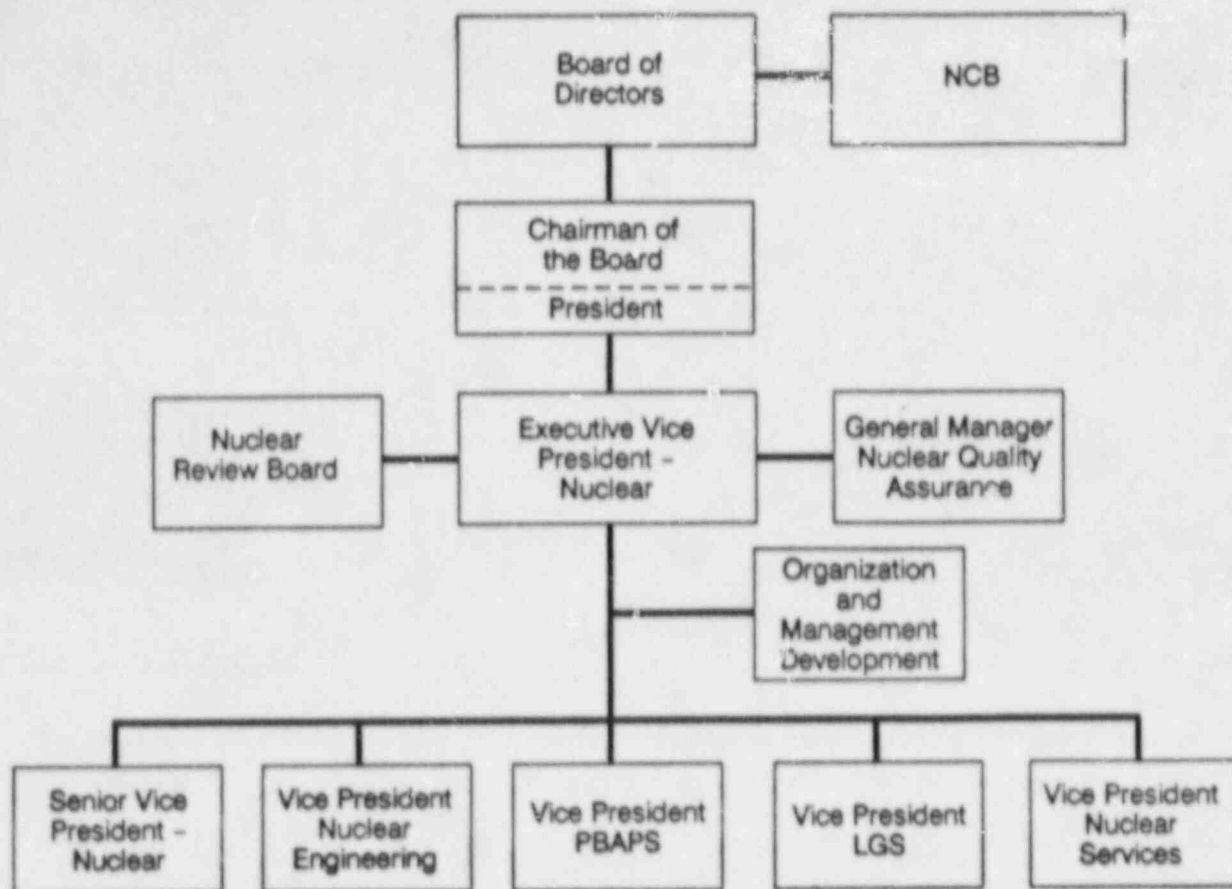 Board of
Directors
NCB
Chairman of
the Board
President
Nuclear
Review Board
Executive Vice
President –
Nuclear
General Manager
Nuclear Quality
Assurance
Organization
and
Management
Development
Senior Vice
President –
Nuclear
Vice President
Nuclear
Engineering
Vice President
PBAPS
Vice President
LGS
Vice President
Nuclear
Services